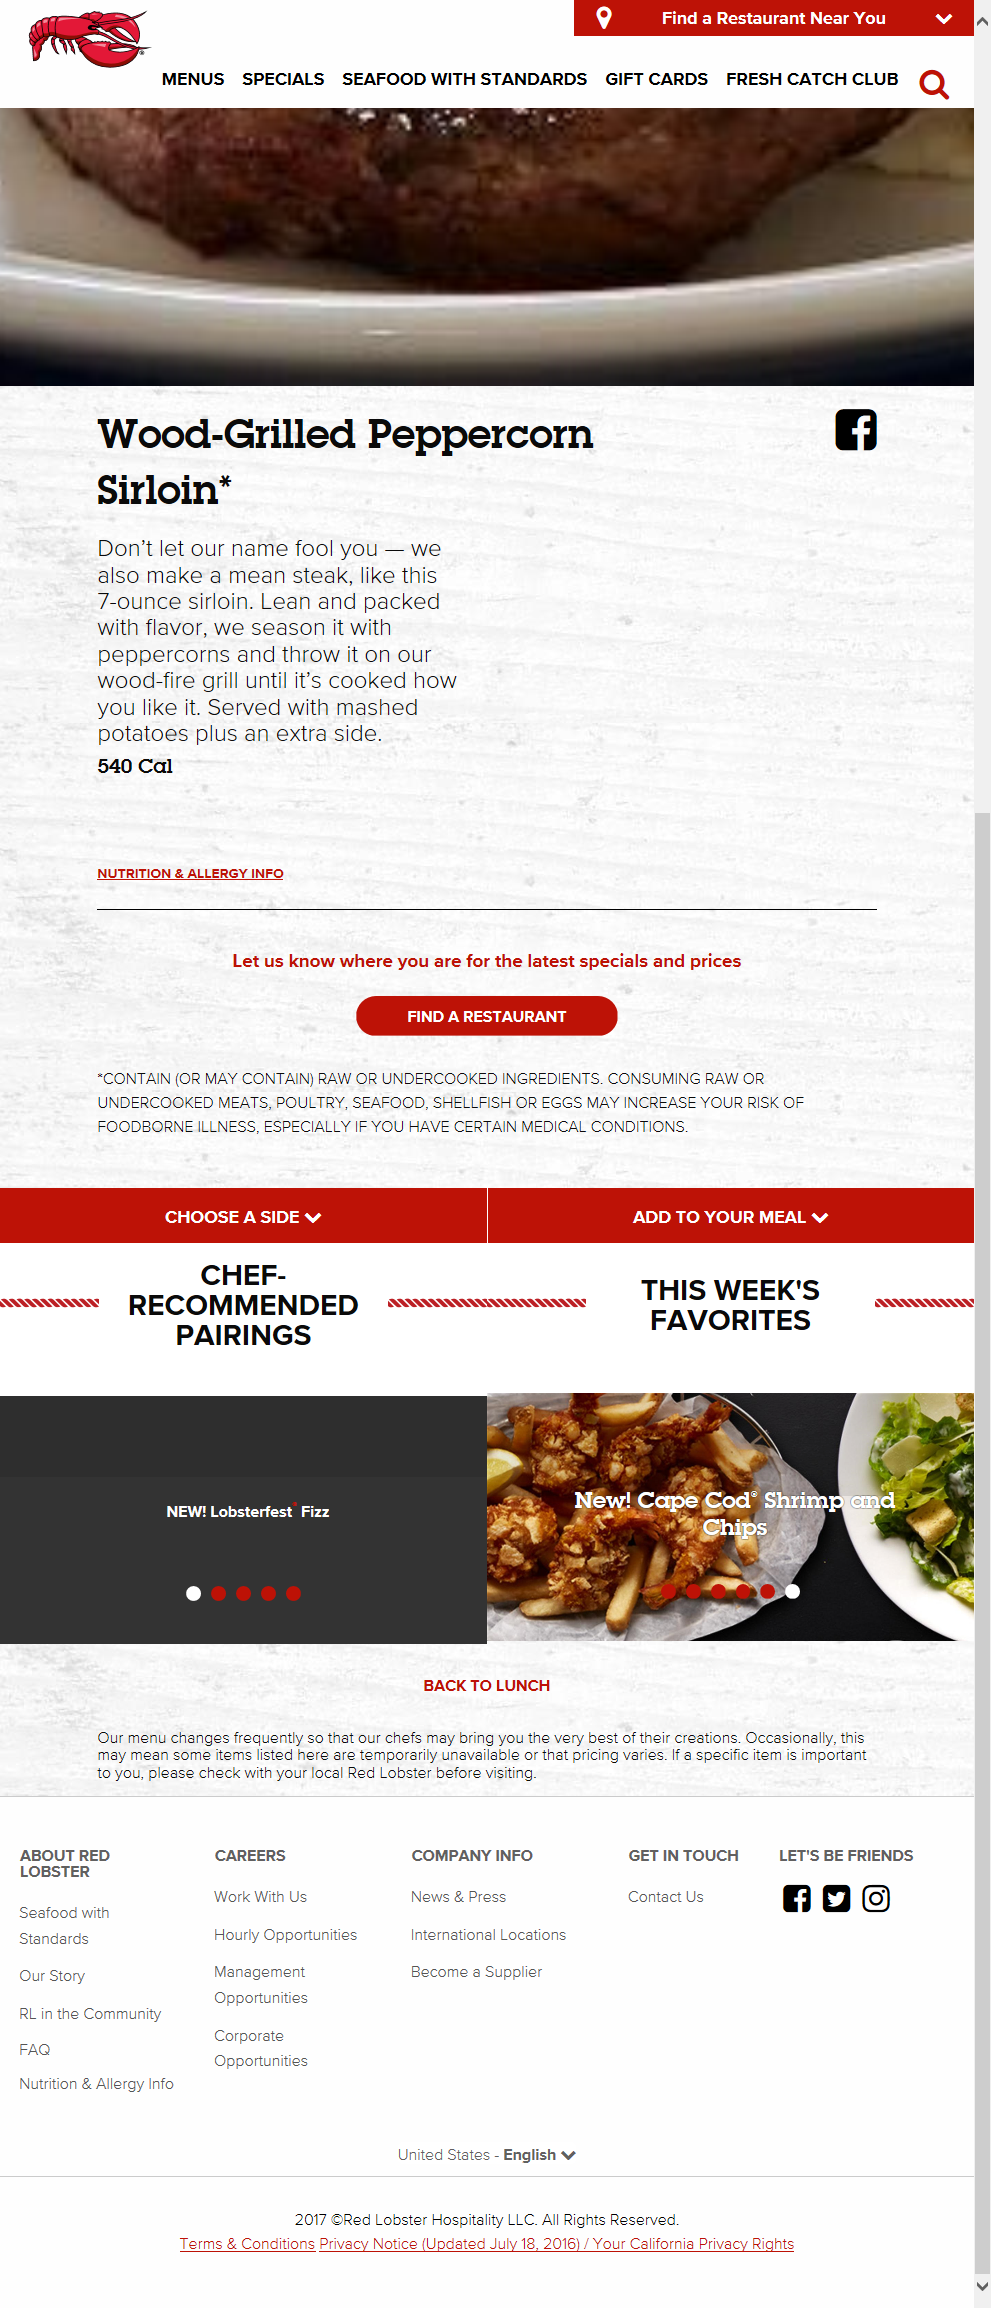 Find a Restaurant Near You
MENUS SPECIALS SEAFOOD WITH STANDARDS GIFT CARDS FRESH CATCH CLUB
Wood-Grilled Peppercorn
Sirloin*
Don’t let our name fool you — we
also make a mean steak, like this
7-ounce sirloin. Lean and packed
with flavor, we season it with
peppercorns and throw it on our
wood-fire grill until it’s cooked how
you like it. Served with mashed
potatoes plus an extra side.
540 Cal
NUTRITION & ALLERGY INFO
Let us know where you are for the latest specials and prices
FIND A RESTAURANT
*CONTAIN (OR MAY CONTAIN) RAW OR UNDERCOOKED INGREDIENTS. CONSUMING RAW OR
UNDERCOOKED MEATS, POULTRY, SEAFOOD, SHELLFISH OR EGGS MAY INCREASE YOUR RISK OF
FOODBORNE ILLNESS, ESPECIALLY IF YOU HAVE CERTAIN MEDICAL CONDITIONS.
CHOOSE A SIDE
ADD TO YOUR MEAL
CHEF-
RECOMMENDED
PAIRINGS
THIS WEEK'S
FAVORITES
NEW! Lobsterfest® Fizz
New! Cape Cod® Shrimp and
Chips
BACK TO LUNCH
Our menu changes frequently so that our chefs may bring you the very best of their creations. Occasionally, this
may mean some items listed here are temporarily unavailable or that pricing varies. If a specific item is important
to you, please check with your local Red Lobster before visiting.
ABOUT RED
LOBSTER
Seafood with
Standards
Our Story
RL in the Community
FAQ
Nutrition & Allergy Info
CAREERS
Work With Us
Hourly Opportunities
Management
Opportunities
Corporate
Opportunities
COMPANY INFO
News & Press
International Locations
Become a Supplier
GET IN TOUCH
Contact Us
LET'S BE FRIENDS
United States - English
2017 ©Red Lobster Hospitality LLC. All Rights Reserved.
Terms & Conditions Privacy Notice (Updated July 18, 2016) / Your California Privacy Rights